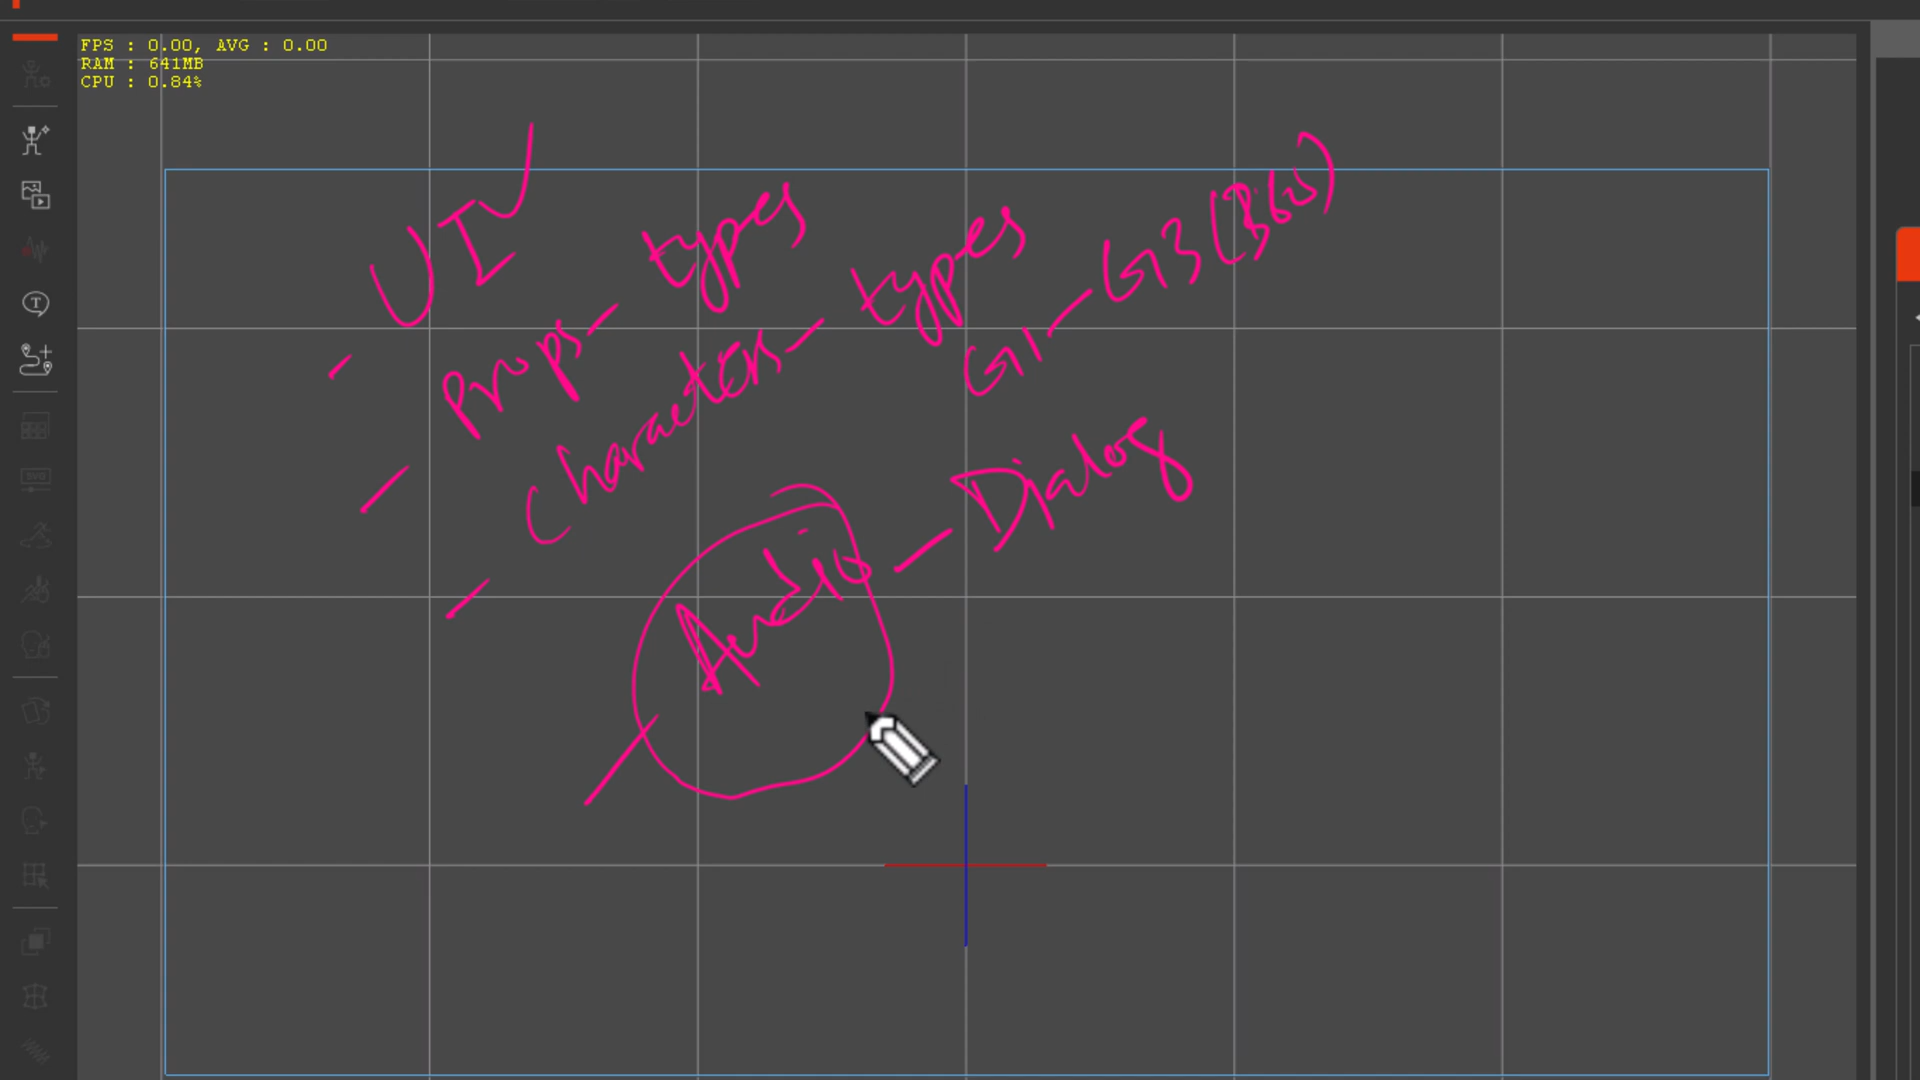 FPS : 0.00, AVG : 0.00
RAM : 641MB
CPU : 0.84%
UI
- Props - types
- Characters - types G1 - G3 (360)
- Audio - Dialog